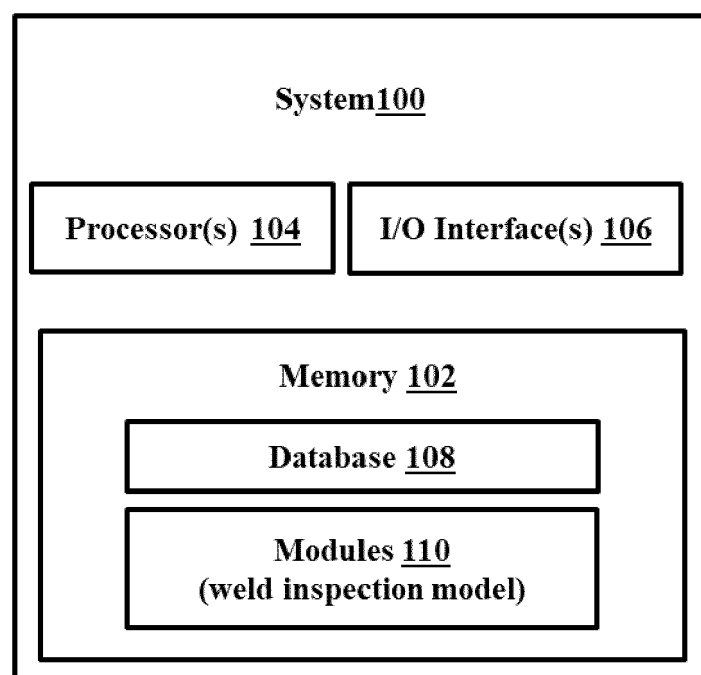 System100
Processor(s) 104
I/O Interface(s) 106
Memory 102
Database 108
Modules 110
(weld inspection model)